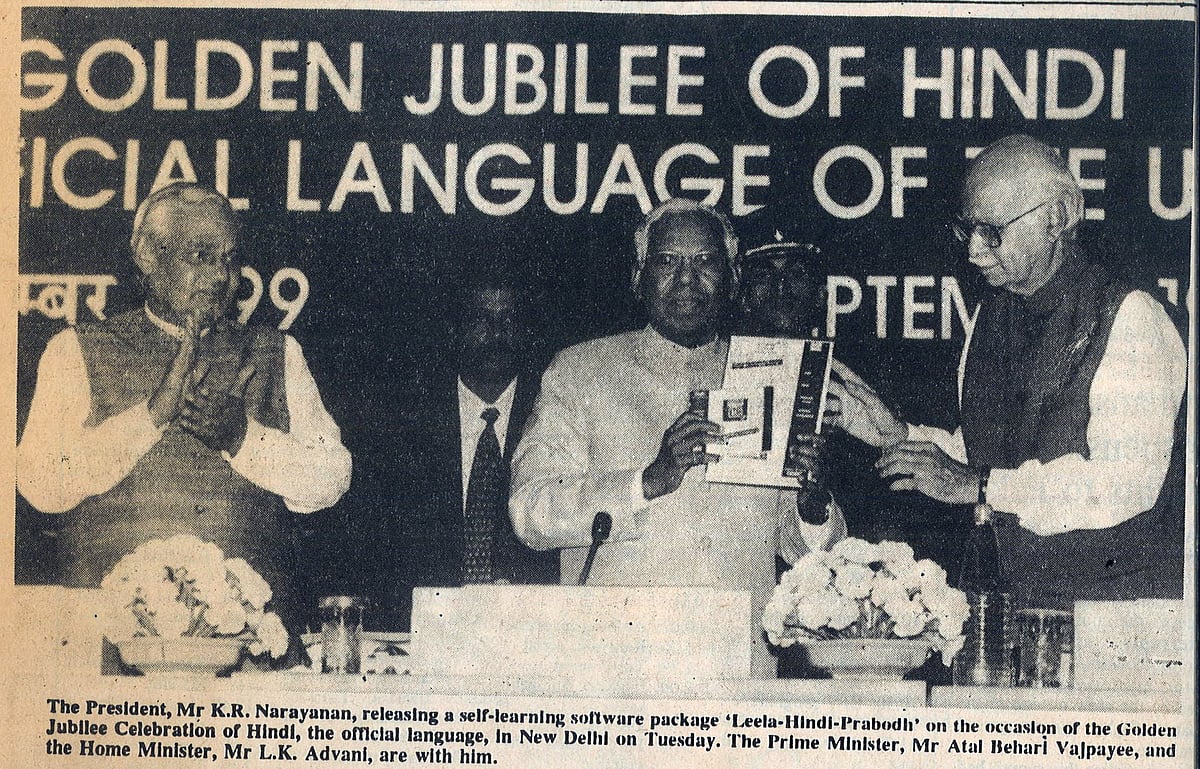 GOLDEN JUBILEE OF HINDI
FICIAL LANGUAGE OF E U
म्बर 99 PTEM 19
The President, Mr K.R. Narayanan, releasing a self-learning software package ‘Leela-Hindi-Prabodh’ on the occasion of the Golden
Jubilee Celebration of Hindi, the official language, in New Delhi on Tuesday. The Prime Minister, Mr Atal Behari Vajpayee, and
the Home Minister, Mr L.K. Advani, are with him.